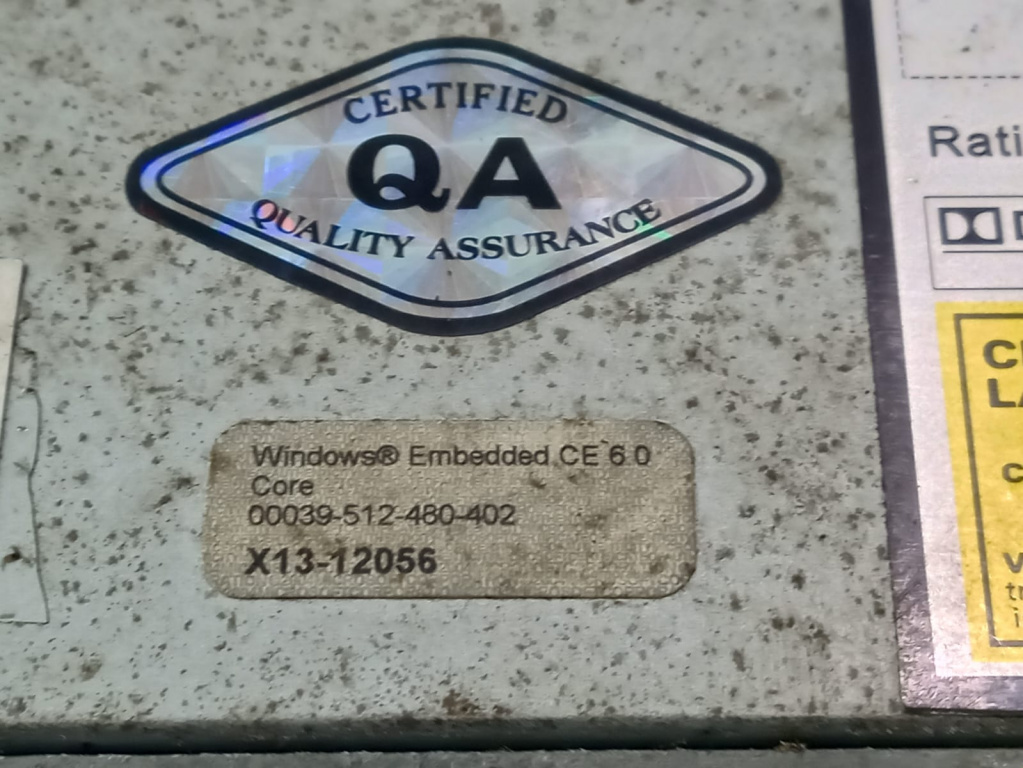 CERTIFIED
QA
QUALITY ASSURANCE
Windows® Embedded CE 6.0
Core
00039-512-480-402
X13-12056
Rati